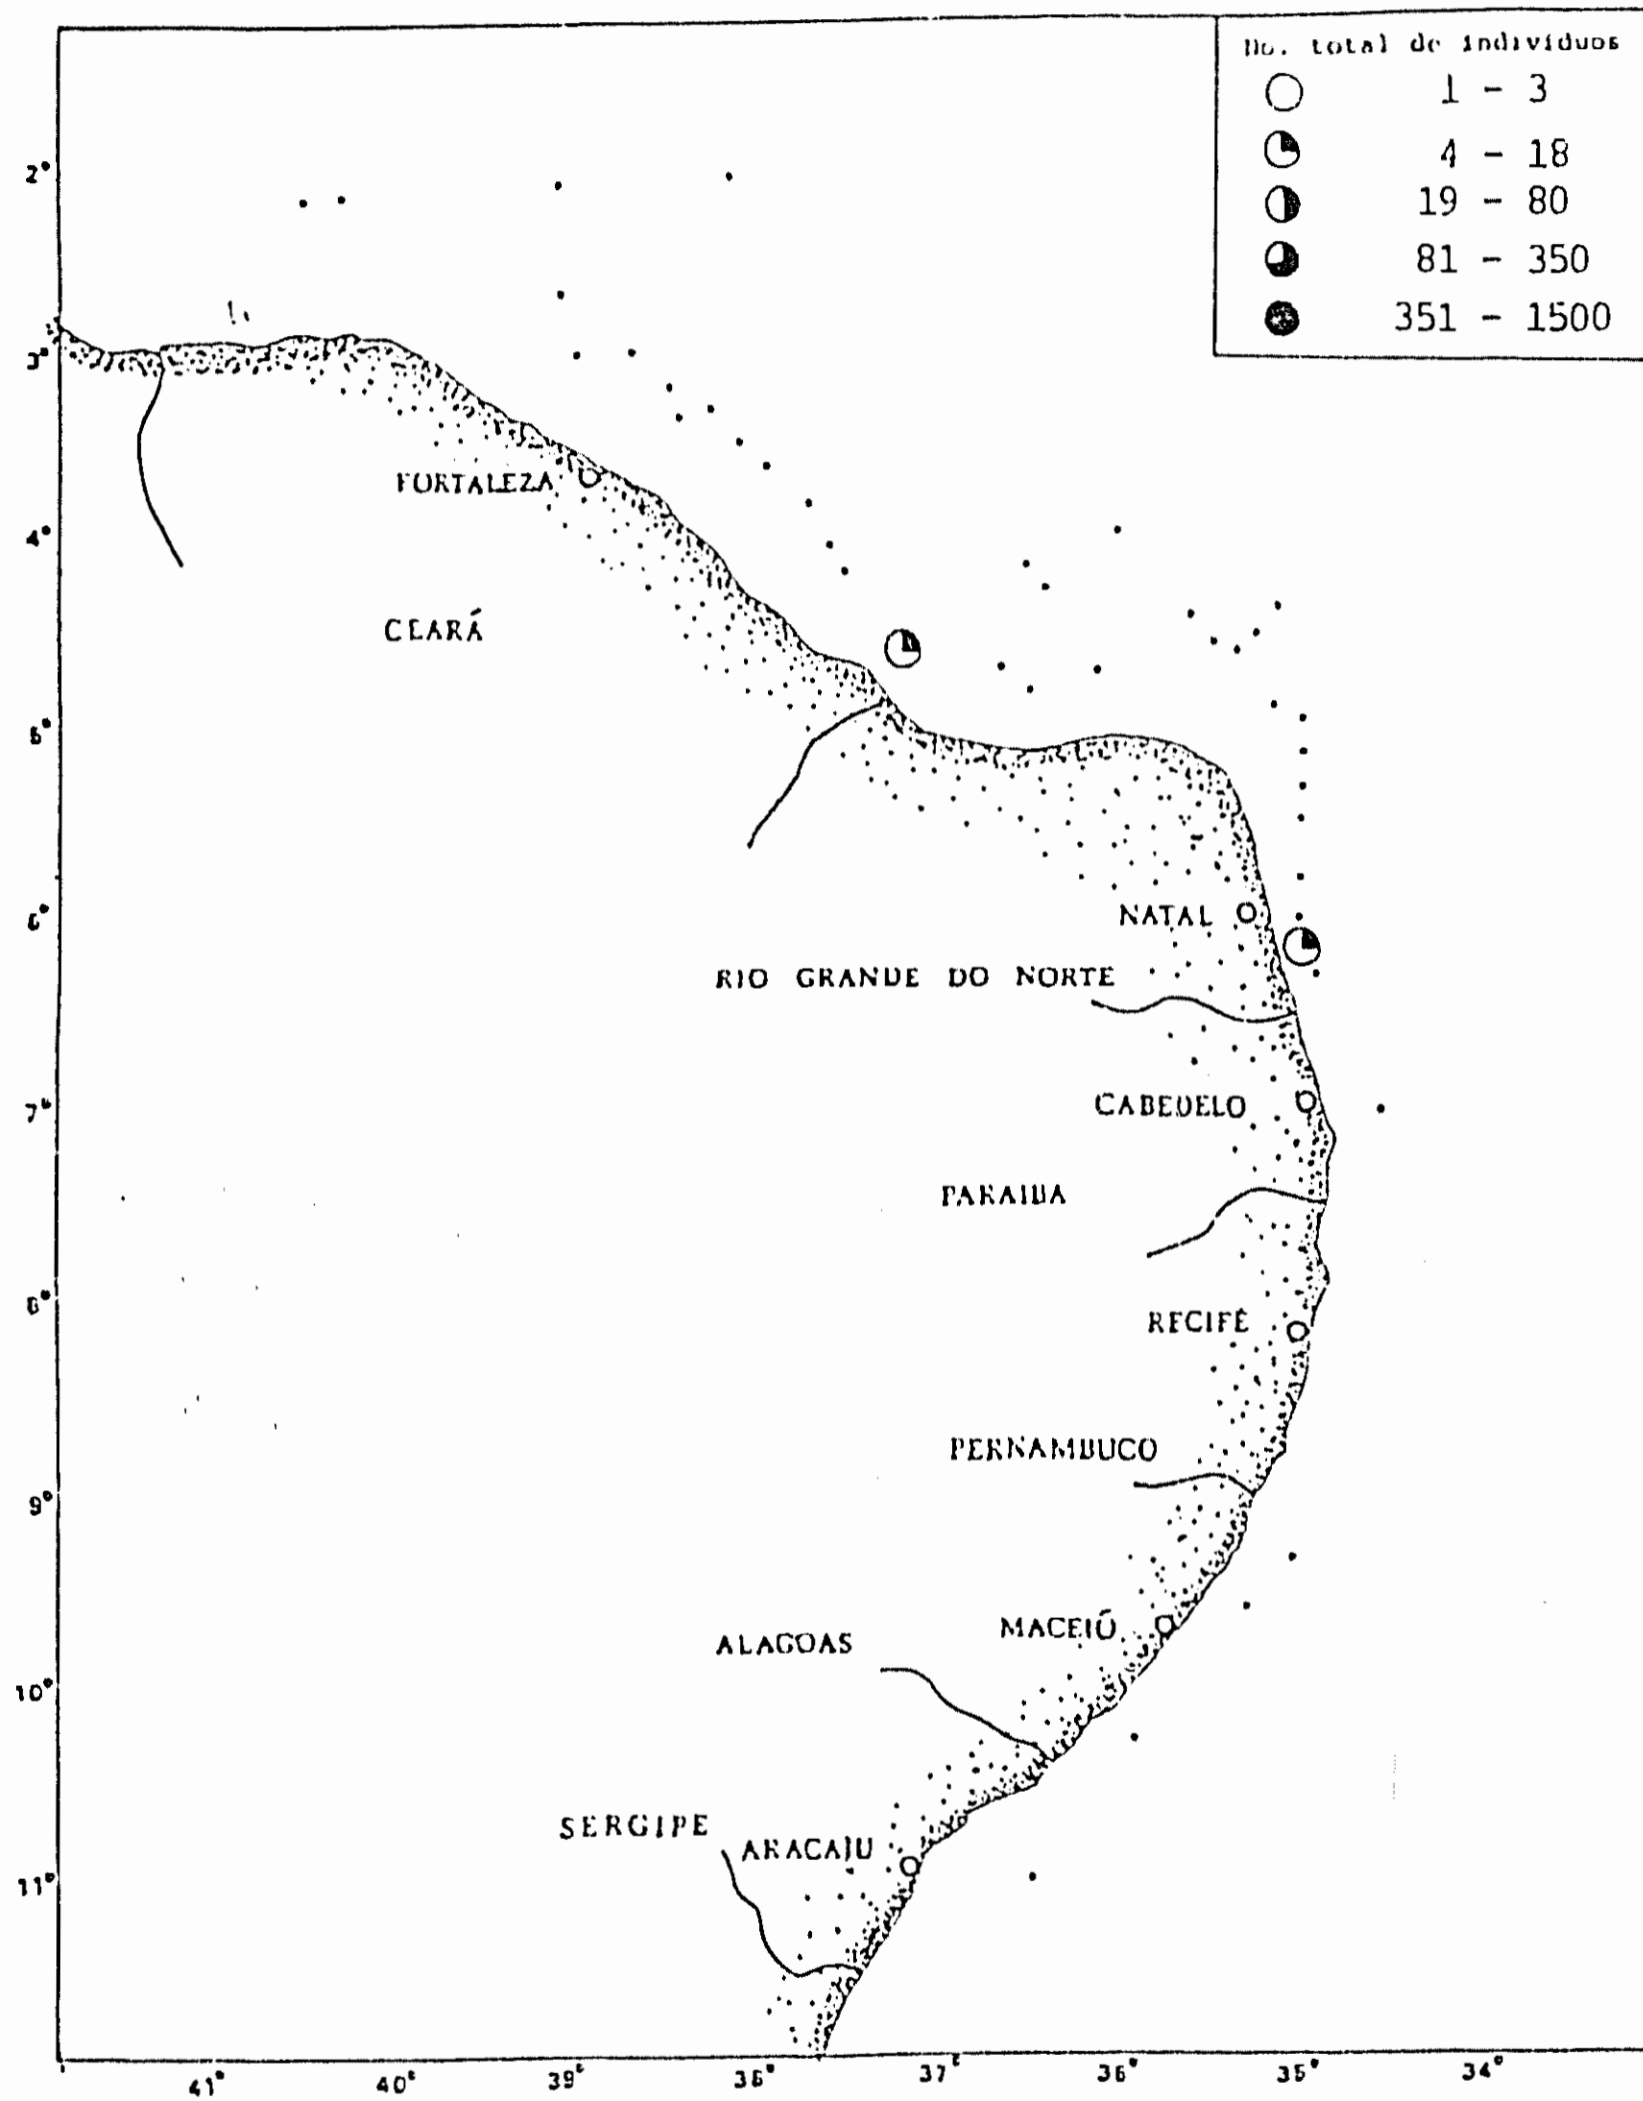 No. total de indivíduos
1 - 3
4 - 18
19 - 80
81 - 350
351 - 1500
2°
3°
FORTALEZA
4°
CEARÁ
5°
6°
NATAL
RIO GRANDE DO NORTE
7°
CABEDELO
PARAIBA
8°
RECIFE
PERNAMBUCO
9°
MACEIÓ
ALAGOAS
10°
SERGIPE
ARACAJU
11°
41° 40° 39° 38° 37° 36° 35° 34°